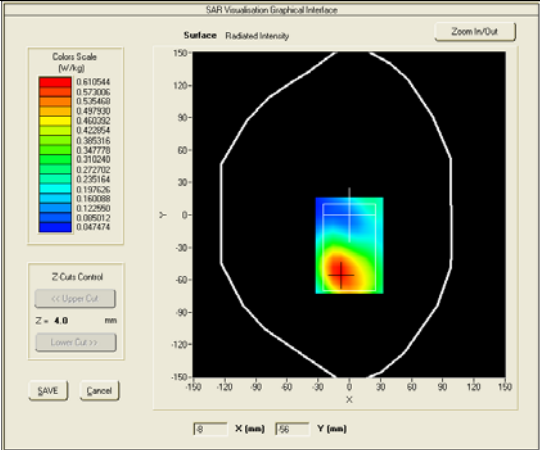 SAR Visualisation Graphical Interface
Surface Radiated Intensity
Zoom In/Out
Colors Scale
(W/kg)
0.610544
0.573006
0.535468
0.497930
0.460392
0.422854
0.385316
0.347778
0.310240
0.272702
0.235164
0.197626
0.160088
0.122550
0.085012
0.047474
Z-Cuts Control
<< Upper Cut
Z = 4.0 mm
Lower Cut >>
SAVE Cancel
150
120
90
60
30
0
-30
-60
-90
-120
-150
Y
-150 -120 -90 -60 -30 0 30 60 90 120 150
X
-8 X (mm) -56 Y (mm)